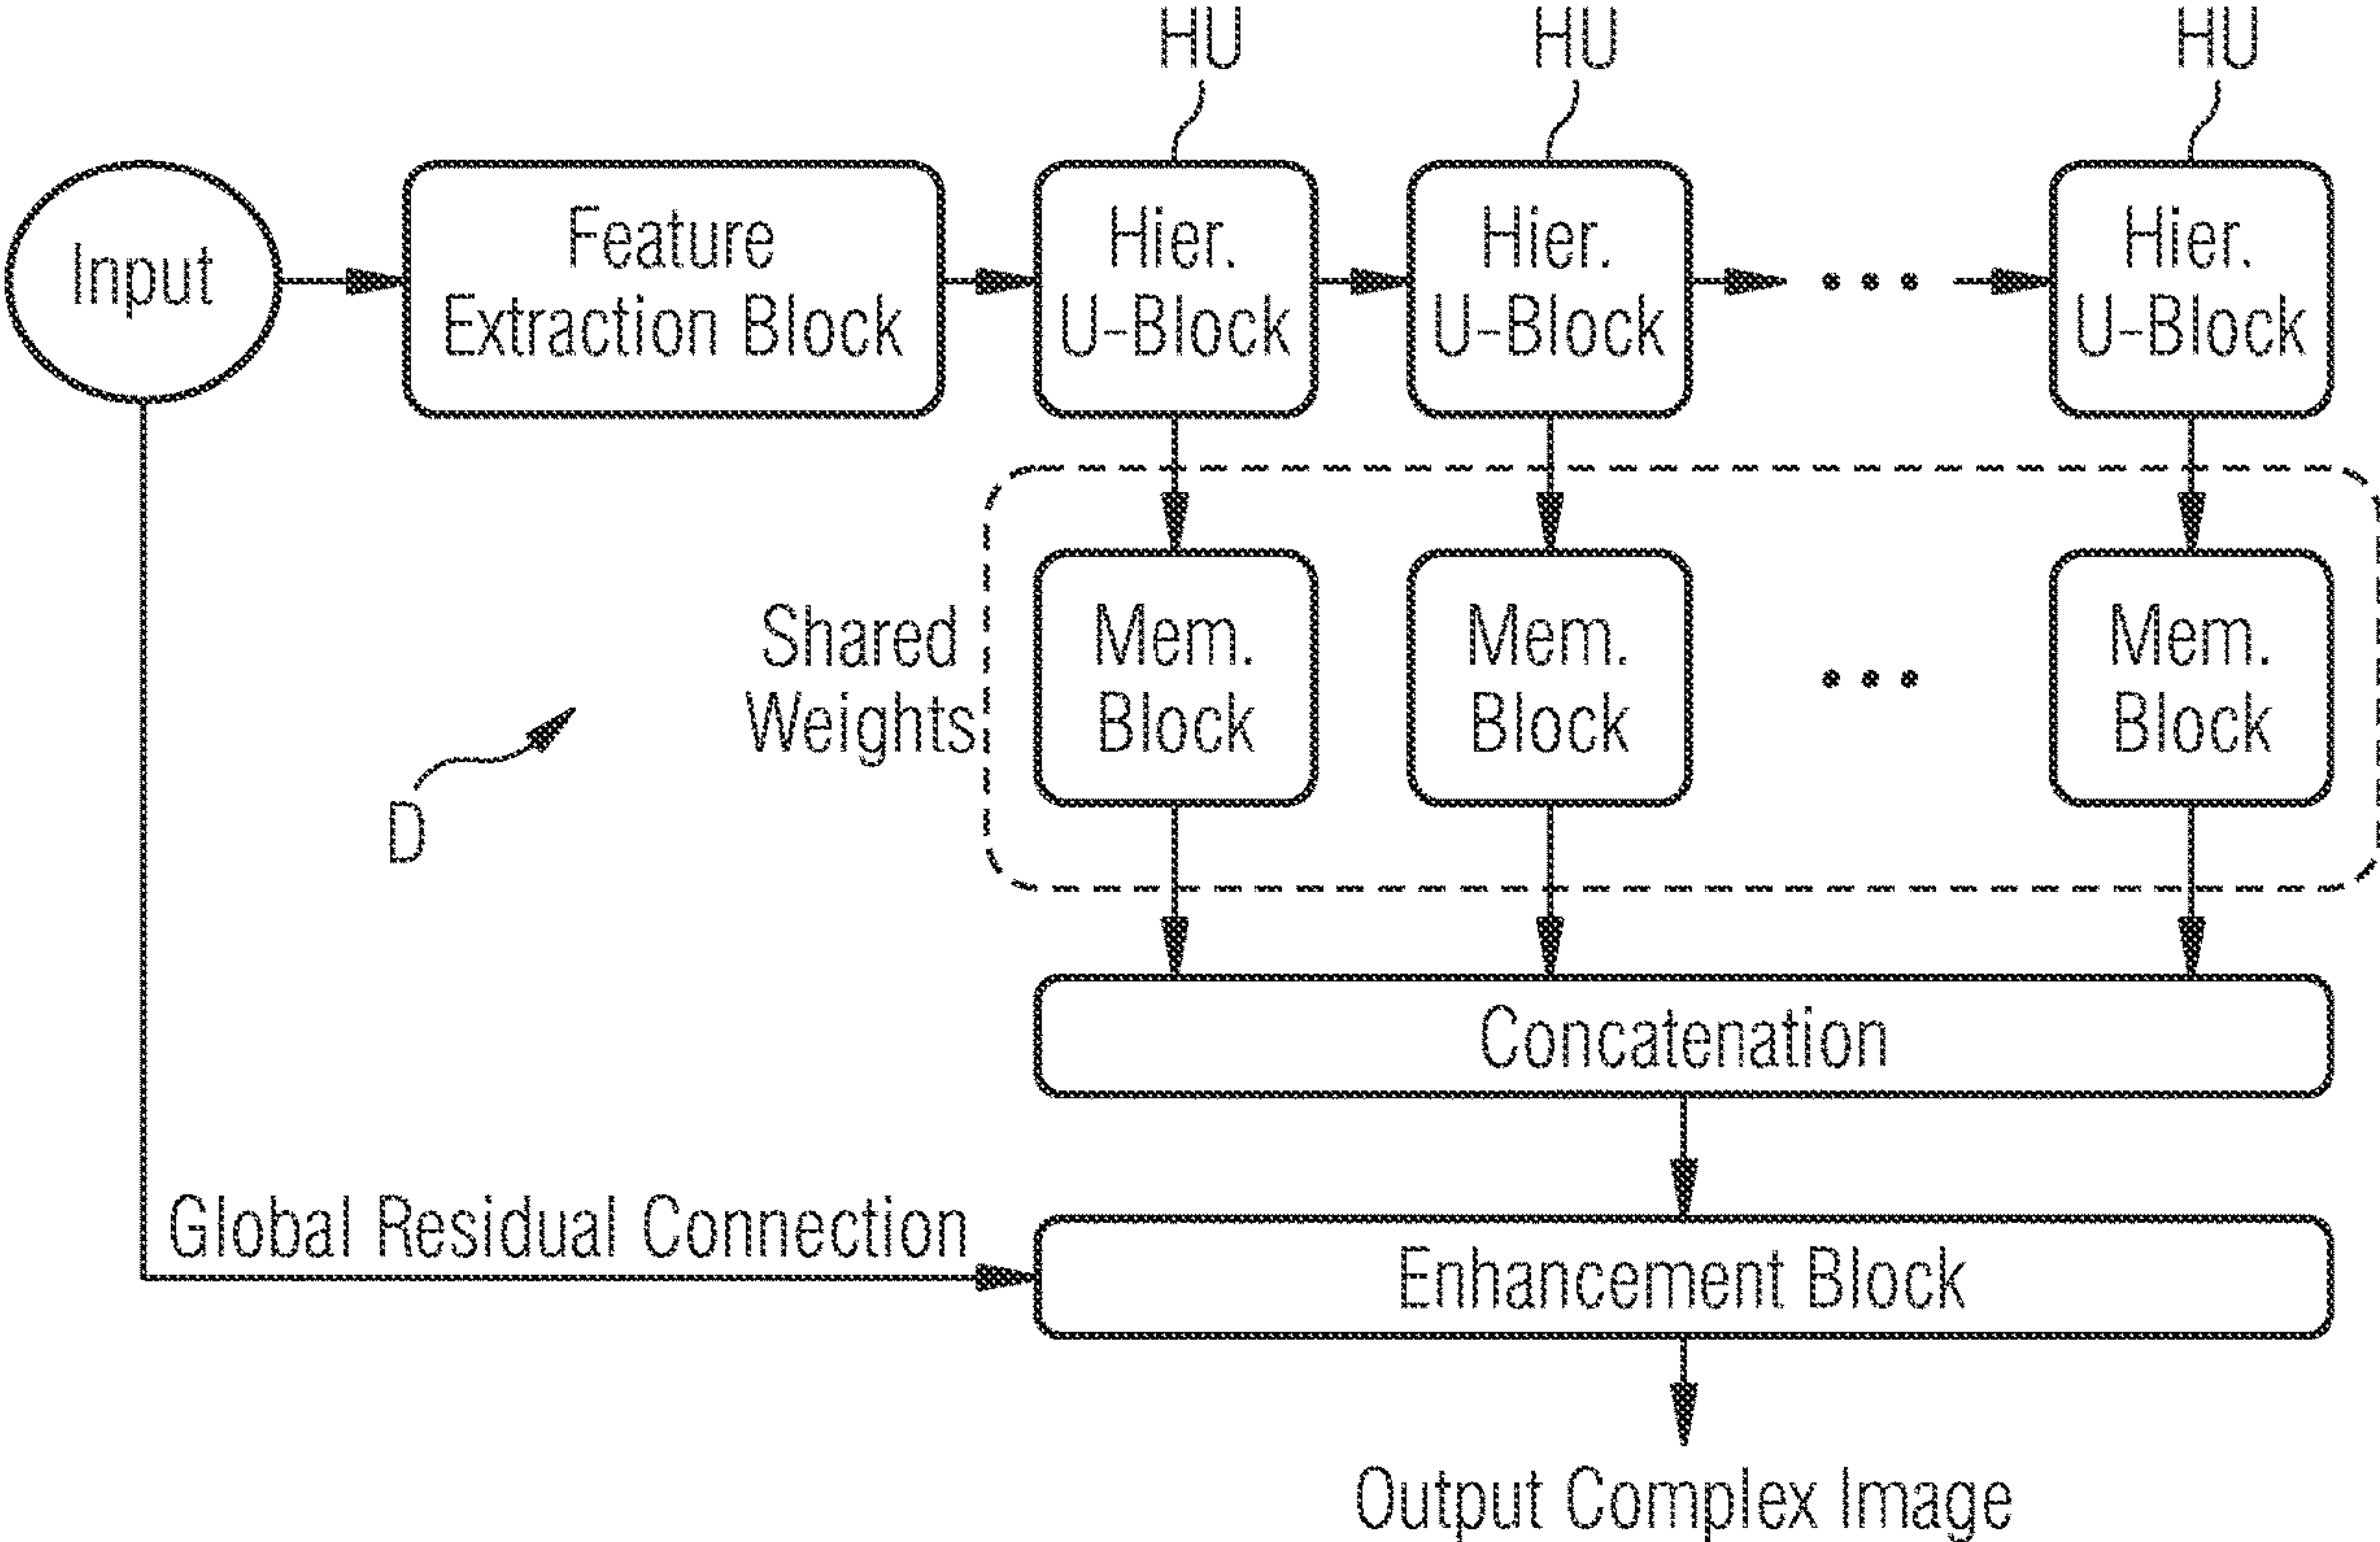 HU
HU
HU
Input
Feature
Extraction Block
Hier.
U-Block
Hier.
U-Block
...
Hier.
U-Block
Shared
Weights
Mem.
Block
Mem.
Block
...
Mem.
Block
D
Concatenation
Global Residual Connection
Enhancement Block
Output Complex Image